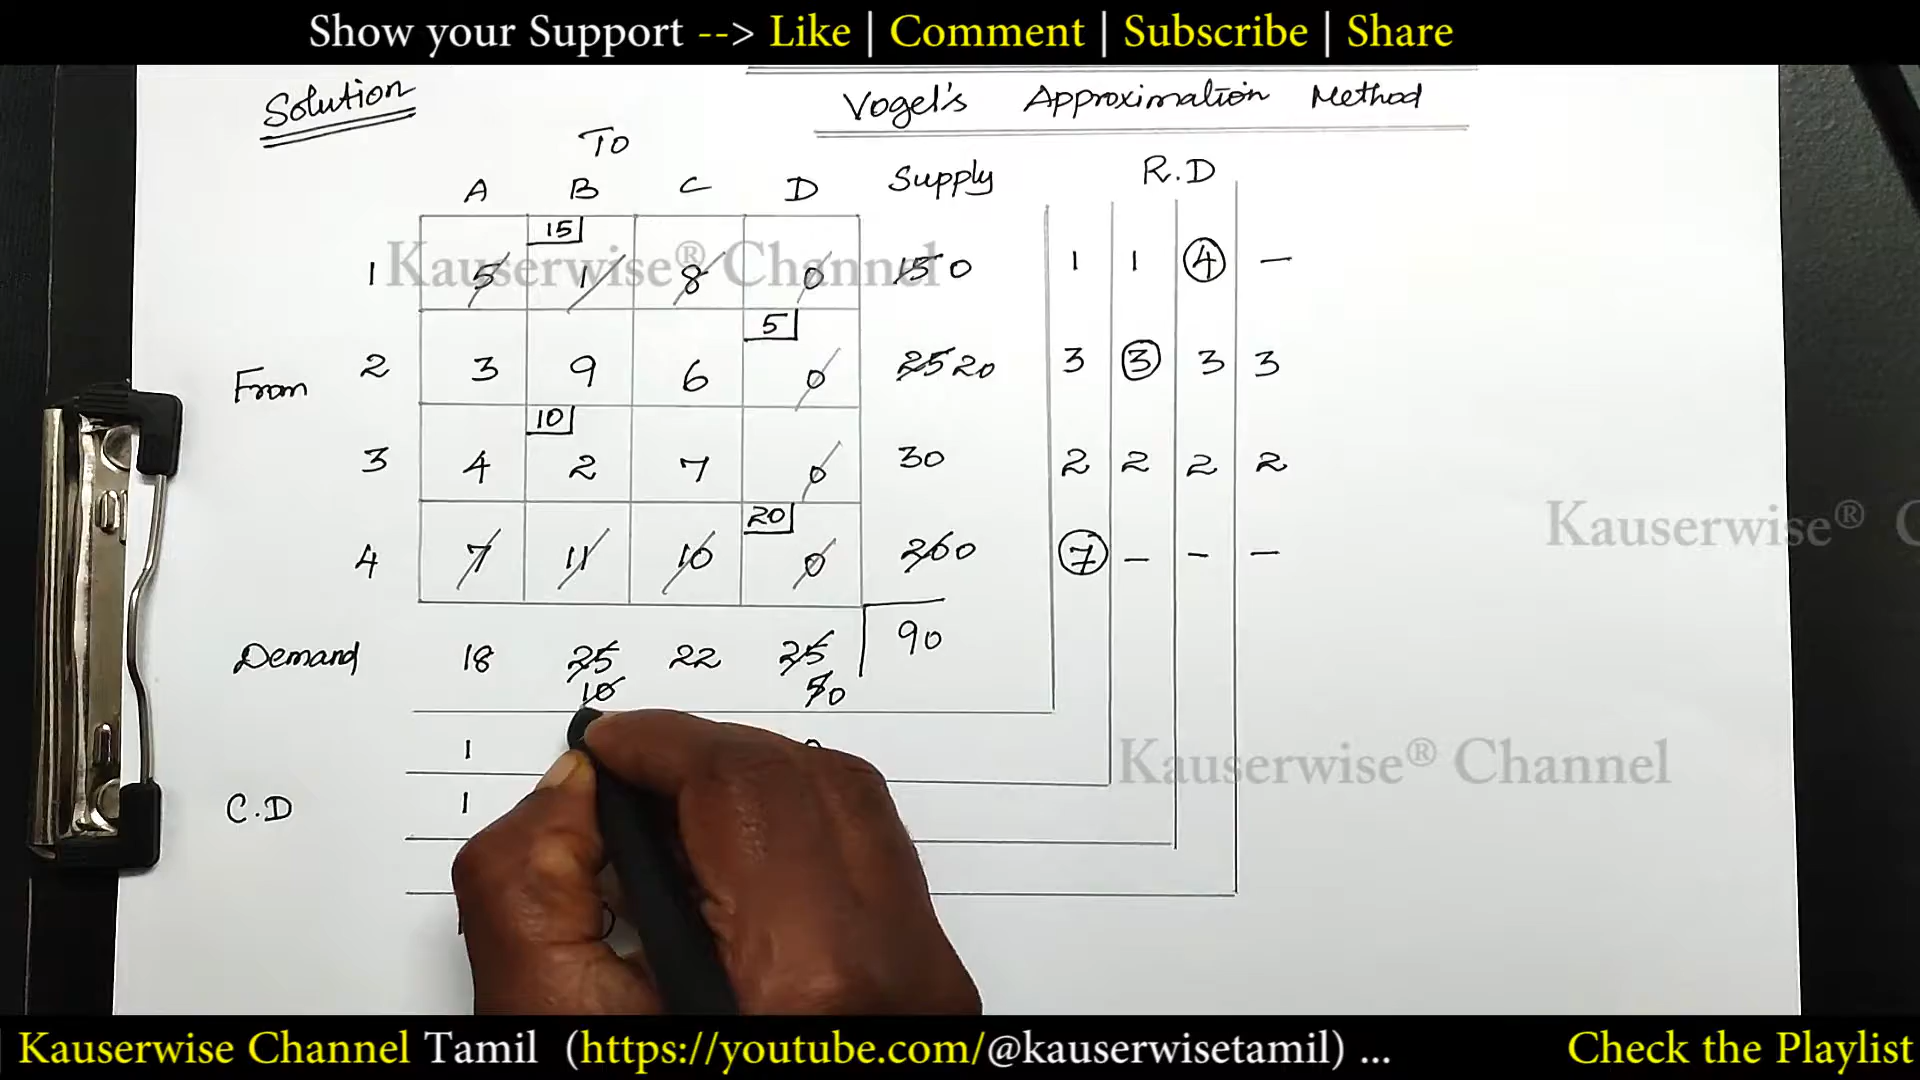 Show your Support --> Like | Comment | Subscribe | Share
Solution
Vogel's Approximation Method
To
A B C D Supply R.D
15
1 5 1 8 0 15 0 1 1 4 -
5
From 2 3 9 6 0 25 20 3 3 3 3
10
3 4 2 7 0 30 2 2 2 2
20
4 7 11 10 0 20 0 7 - - -
90
Demand 18 25 22 25
10 5 0
1
C.D 1
Kauserwise® Channel
Kauserwise®
Kauserwise® Channel
Kauserwise Channel Tamil (https://youtube.com/@kauserwisetamil) ... Check the Playlist